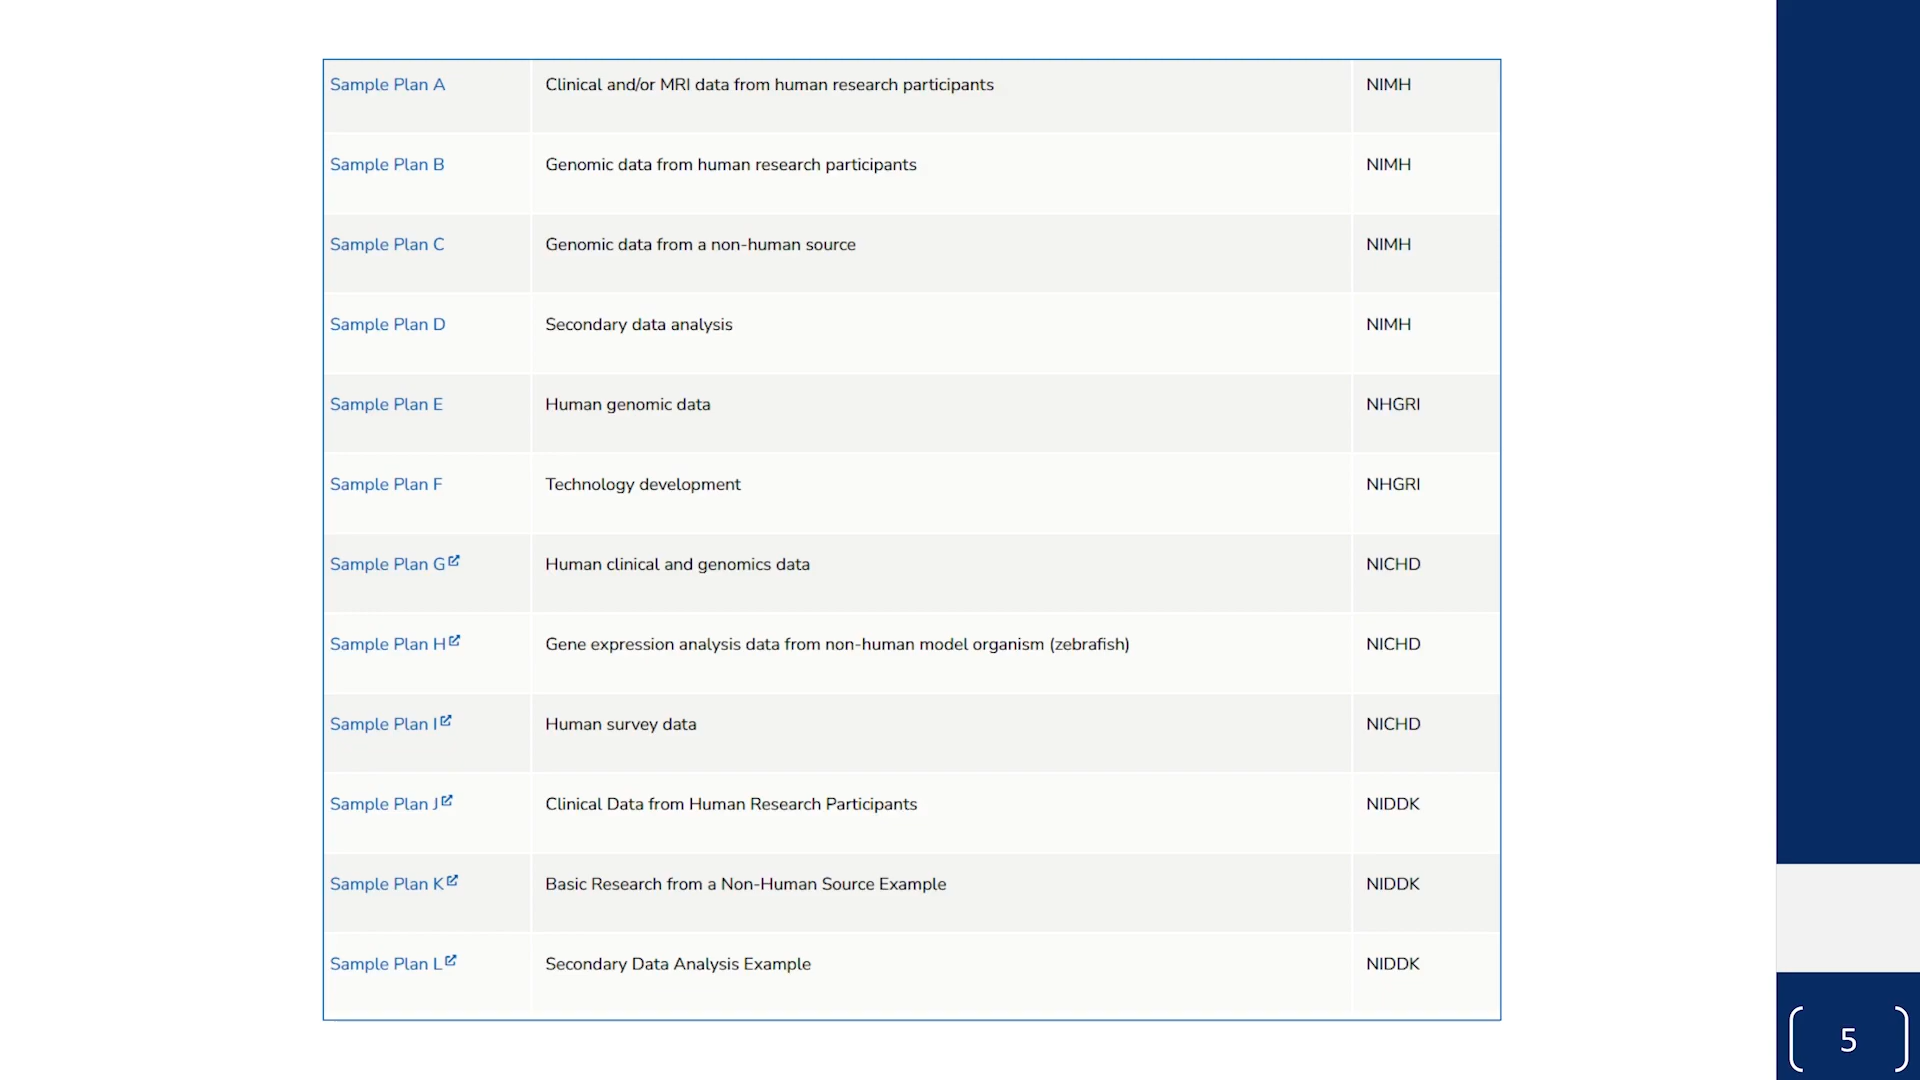 Sample Plan A Clinical and/or MRI data from human research participants NIMH
Sample Plan B Genomic data from human research participants NIMH
Sample Plan C Genomic data from a non-human source NIMH
Sample Plan D Secondary data analysis NIMH
Sample Plan E Human genomic data NHGRI
Sample Plan F Technology development NHGRI
Sample Plan G Human clinical and genomics data NICHD
Sample Plan H Gene expression analysis data from non-human model organism (zebrafish) NICHD
Sample Plan I Human survey data NICHD
Sample Plan J Clinical Data from Human Research Participants NIDDK
Sample Plan K Basic Research from a Non-Human Source Example NIDDK
Sample Plan L Secondary Data Analysis Example NIDDK
5